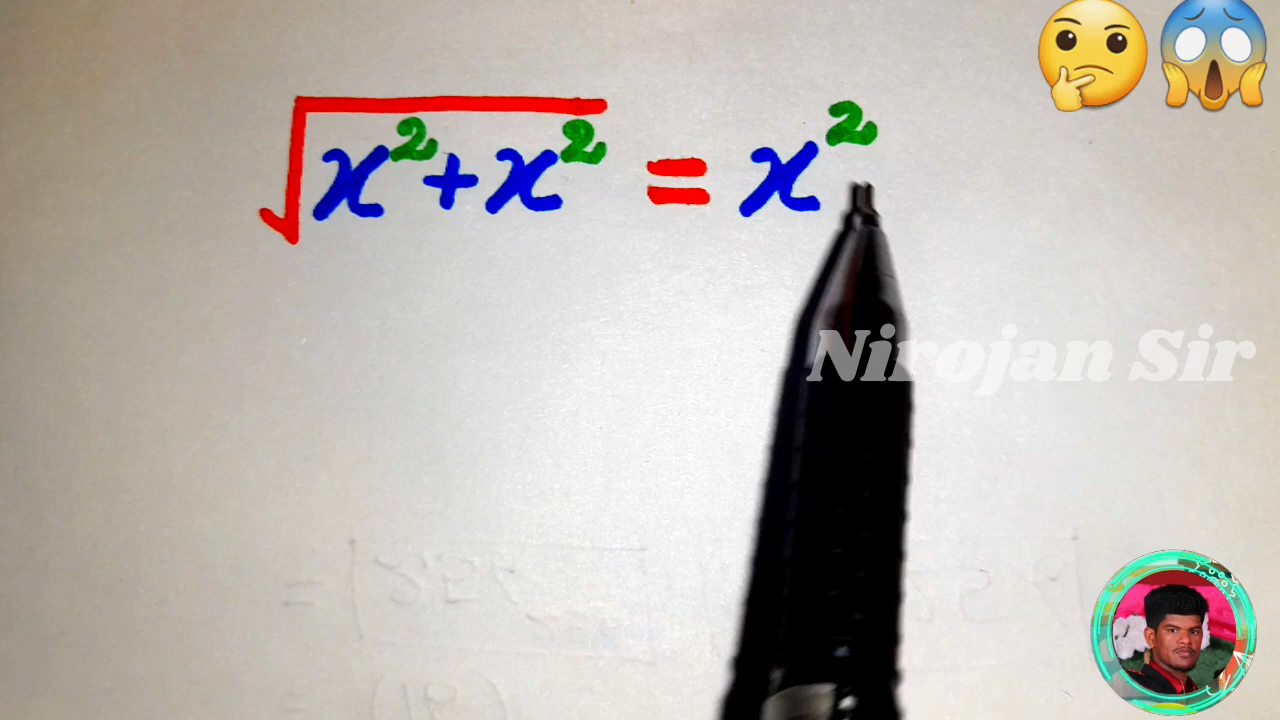 √(x²+x²) = x²
Nirojan Sir